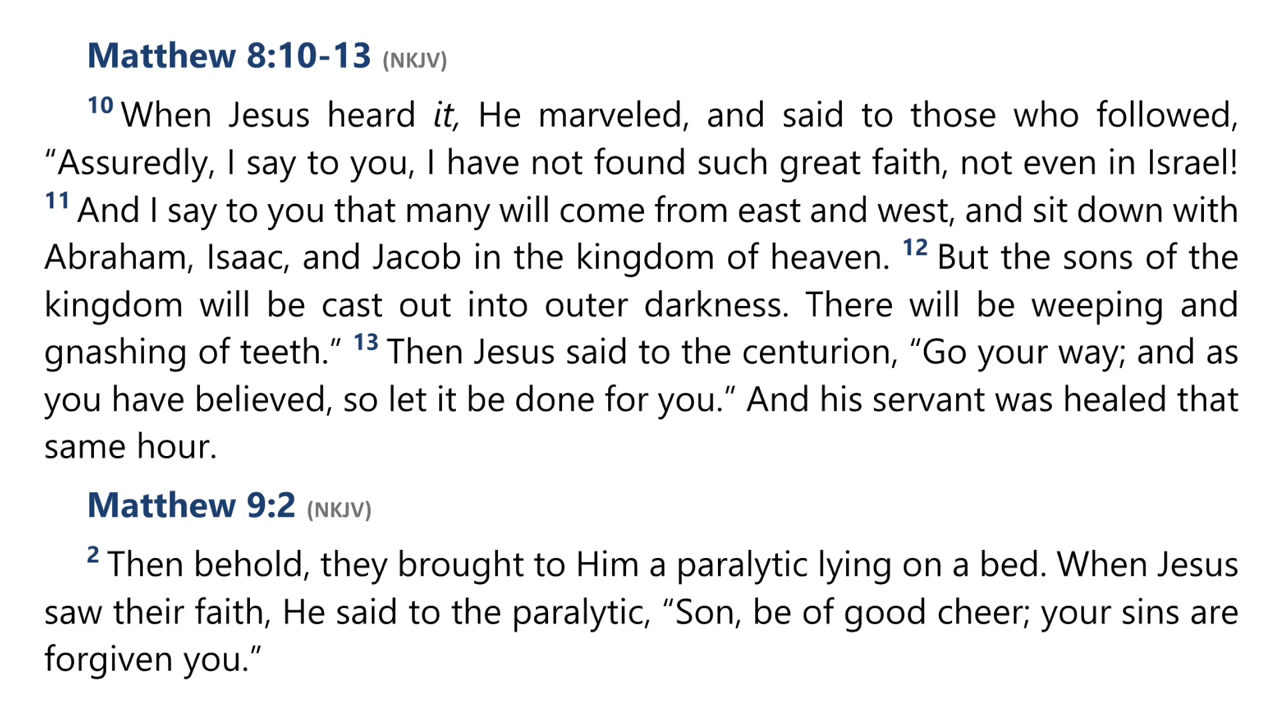 Matthew 8:10-13 (NKJV)
10 When Jesus heard it, He marveled, and said to those who followed,
“Assuredly, I say to you, I have not found such great faith, not even in Israel!
11 And I say to you that many will come from east and west, and sit down with
Abraham, Isaac, and Jacob in the kingdom of heaven. 12 But the sons of the
kingdom will be cast out into outer darkness. There will be weeping and
gnashing of teeth.” 13 Then Jesus said to the centurion, “Go your way; and as
you have believed, so let it be done for you.” And his servant was healed that
same hour.
Matthew 9:2 (NKJV)
2 Then behold, they brought to Him a paralytic lying on a bed. When Jesus
saw their faith, He said to the paralytic, “Son, be of good cheer; your sins are
forgiven you.”